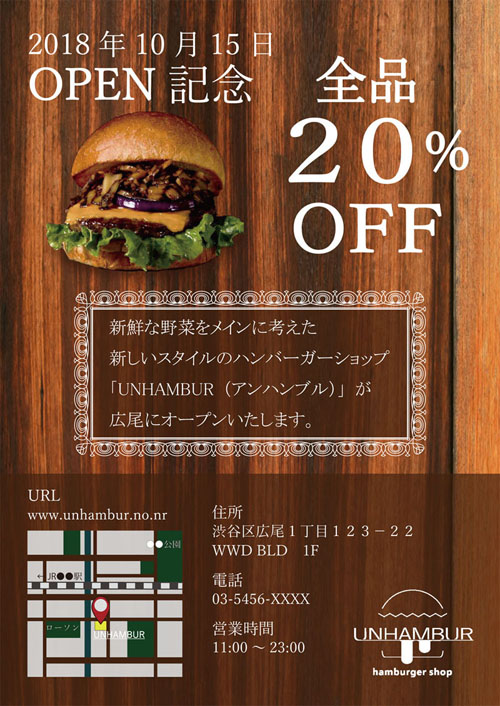 2018 年 10 月 15 日
OPEN 記念
全品
20%
OFF
新鮮な野菜をメインに考えた
新しいスタイルのハンバーガーショップ
「UNHAMBUR（アンハンブル）」が
広尾にオープンいたします。
URL
www.unhambur.no.nr
●●公園
←JR●●駅
ローソン
UNHAMBUR
住所
渋谷区広尾１丁目１２３－２２
WWD BLD　1F
電話
03-5456-XXXX
営業時間
11:00 ～ 23:00
UNHAMBUR
hamburger shop